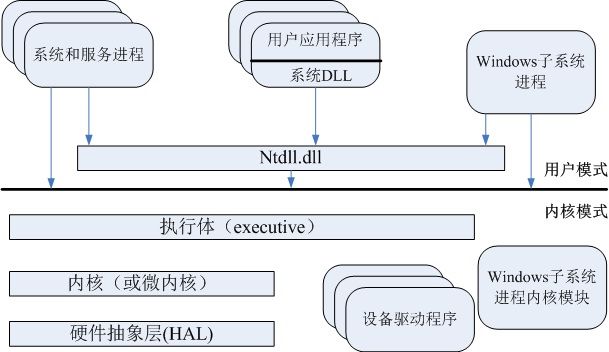 系统和服务进程
用户应用程序
系统DLL
Windows子系统
进程
Ntdll.dll
用户模式
内核模式
执行体（executive）
内核（或微内核）
硬件抽象层(HAL)
设备驱动程序
Windows子系统
进程内核模块